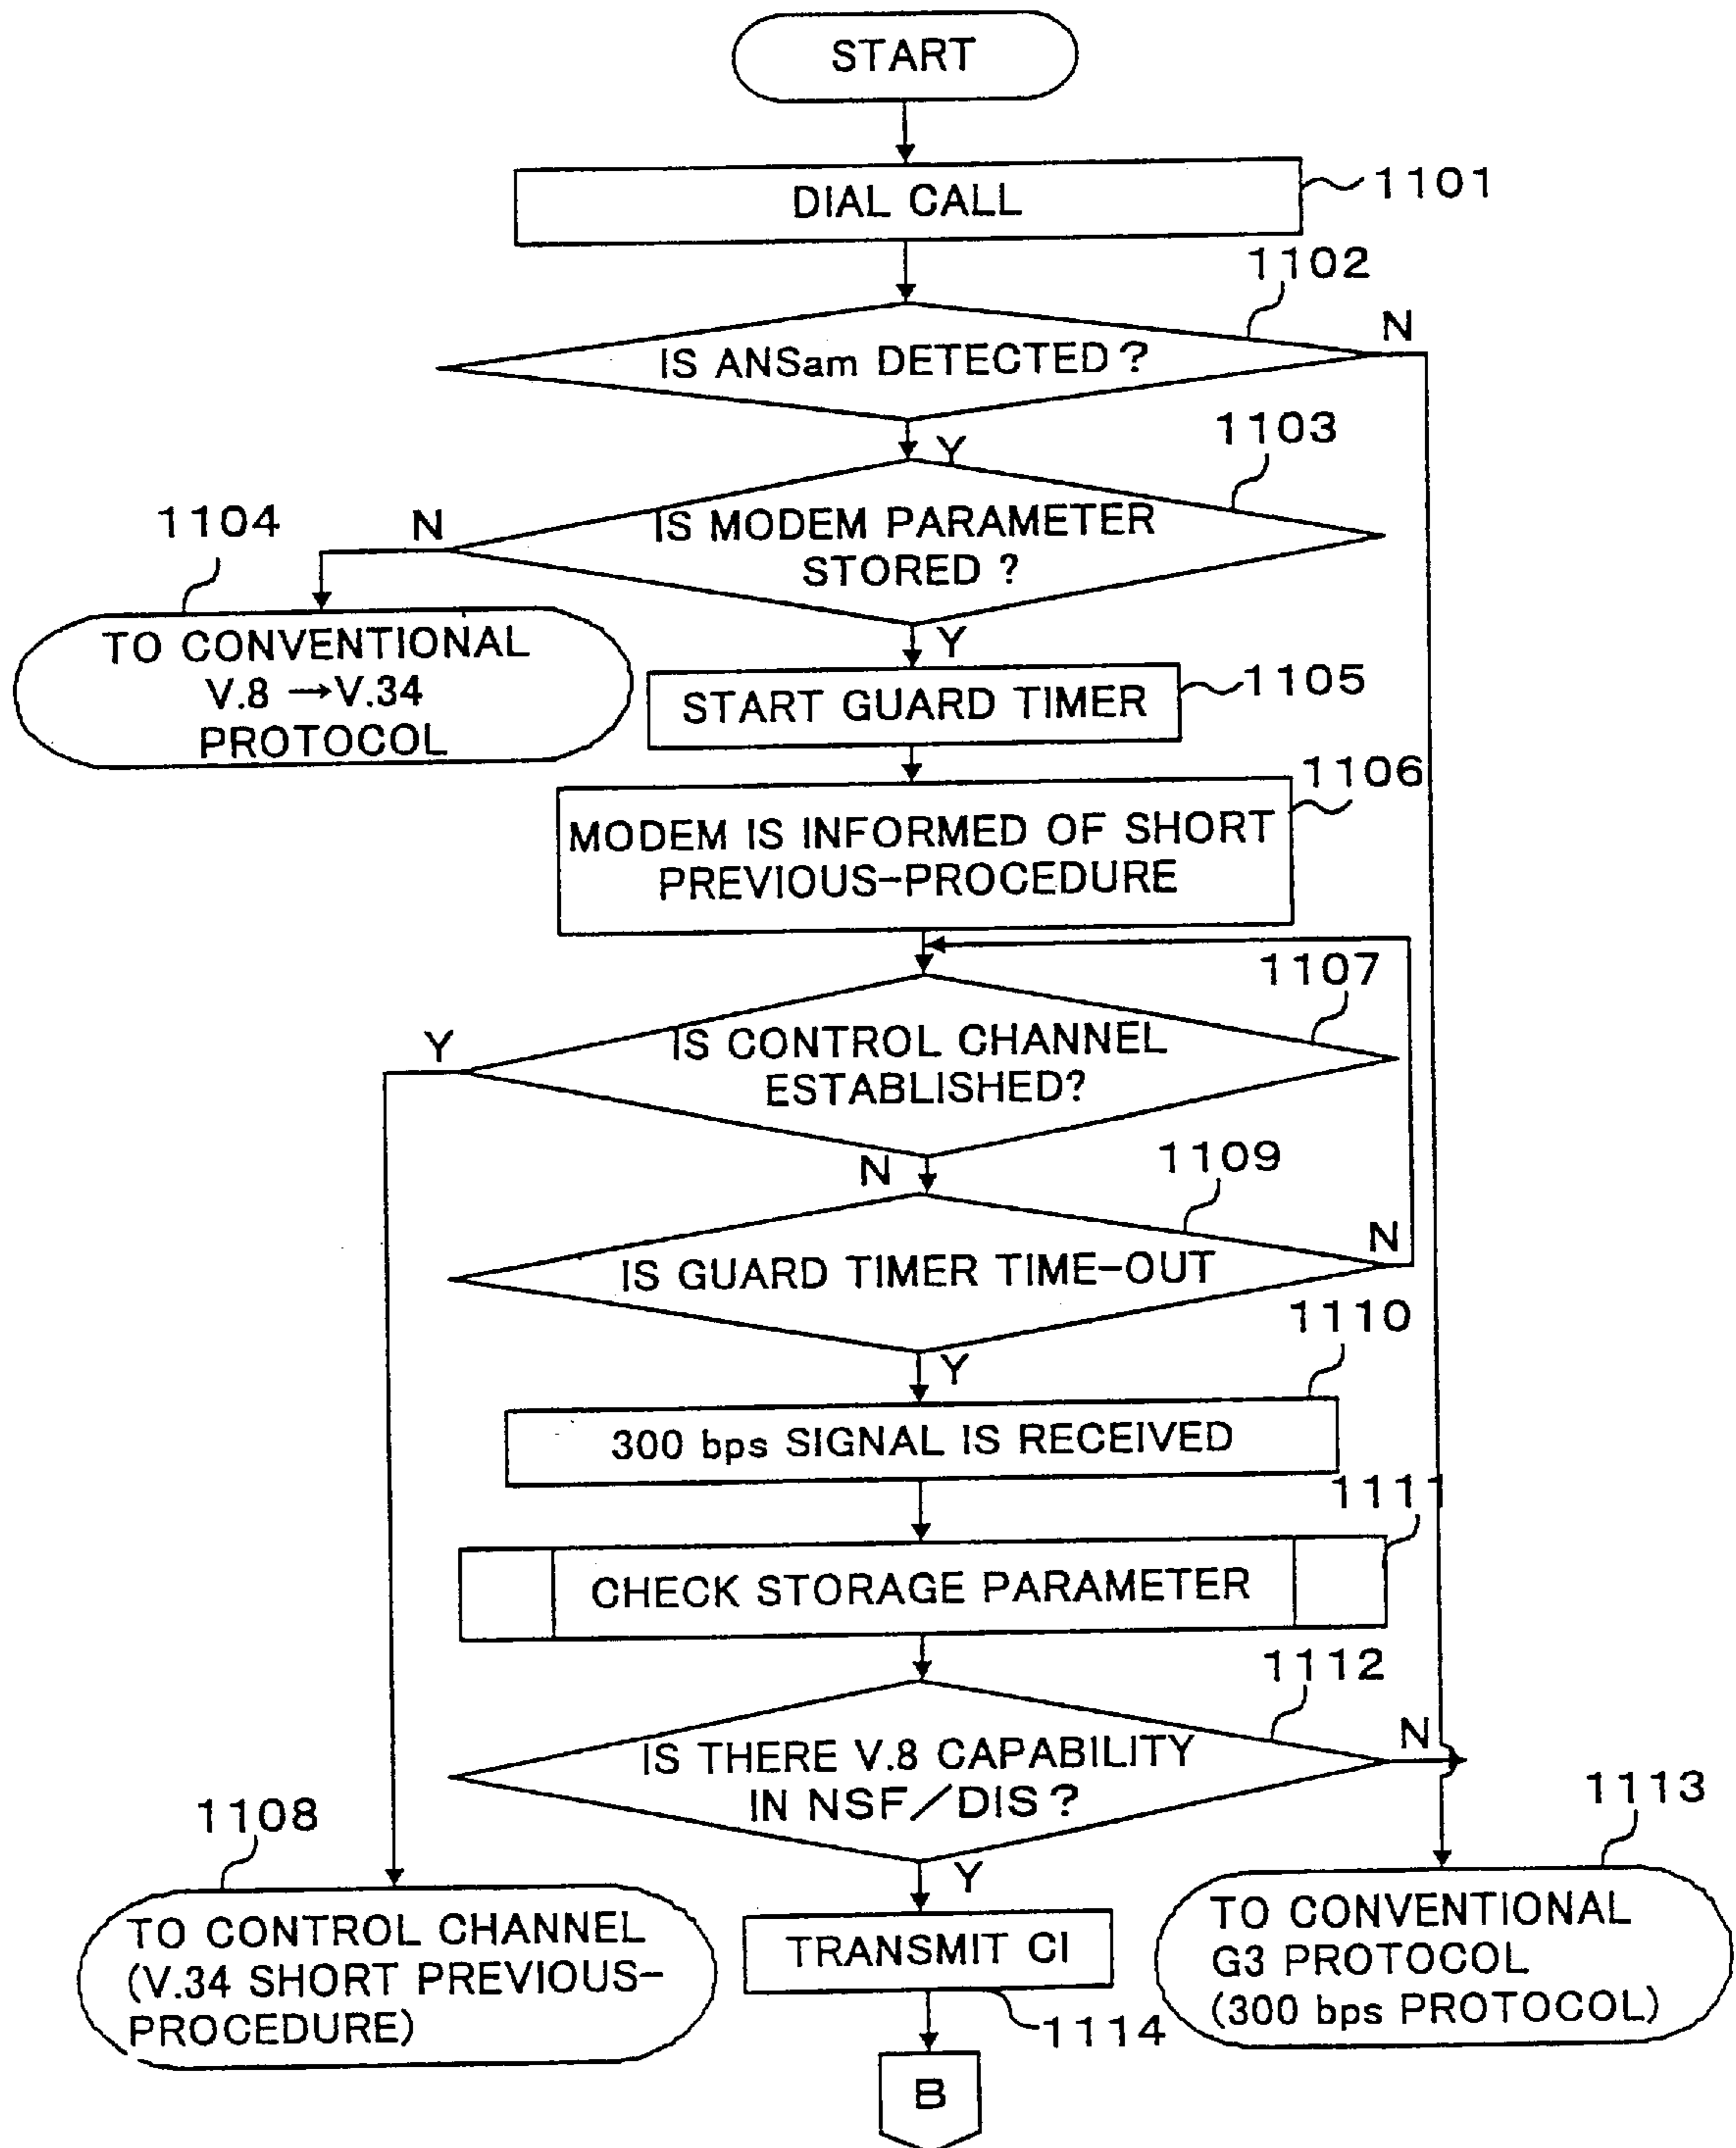 START
DIAL CALL
1101
1102
IS ANSam DETECTED ?
N
Y
1103
IS MODEM PARAMETER
STORED ?
N
1104
TO CONVENTIONAL
V.8 →V.34
PROTOCOL
Y
START GUARD TIMER
1105
1106
MODEM IS INFORMED OF SHORT
PREVIOUS-PROCEDURE
1107
IS CONTROL CHANNEL
ESTABLISHED?
Y
N
1109
IS GUARD TIMER TIME-OUT
N
Y
1110
300 bps SIGNAL IS RECEIVED
1111
CHECK STORAGE PARAMETER
1112
IS THERE V.8 CAPABILITY
IN NSF/DIS ?
N
Y
1108
TO CONTROL CHANNEL
(V.34 SHORT PREVIOUS-
PROCEDURE)
TRANSMIT CI
1114
1113
TO CONVENTIONAL
G3 PROTOCOL
(300 bps PROTOCOL)
B